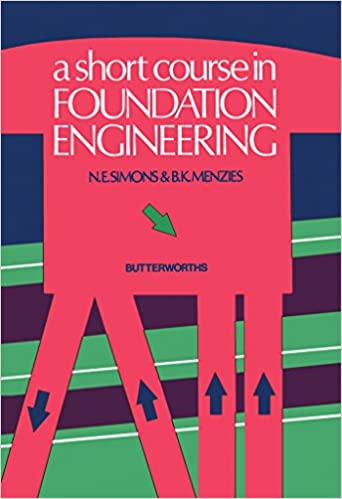 a short course in
FOUNDATION
ENGINEERING
N.E.SIMONS & B.K.MENZIES
BUTTERWORTHS